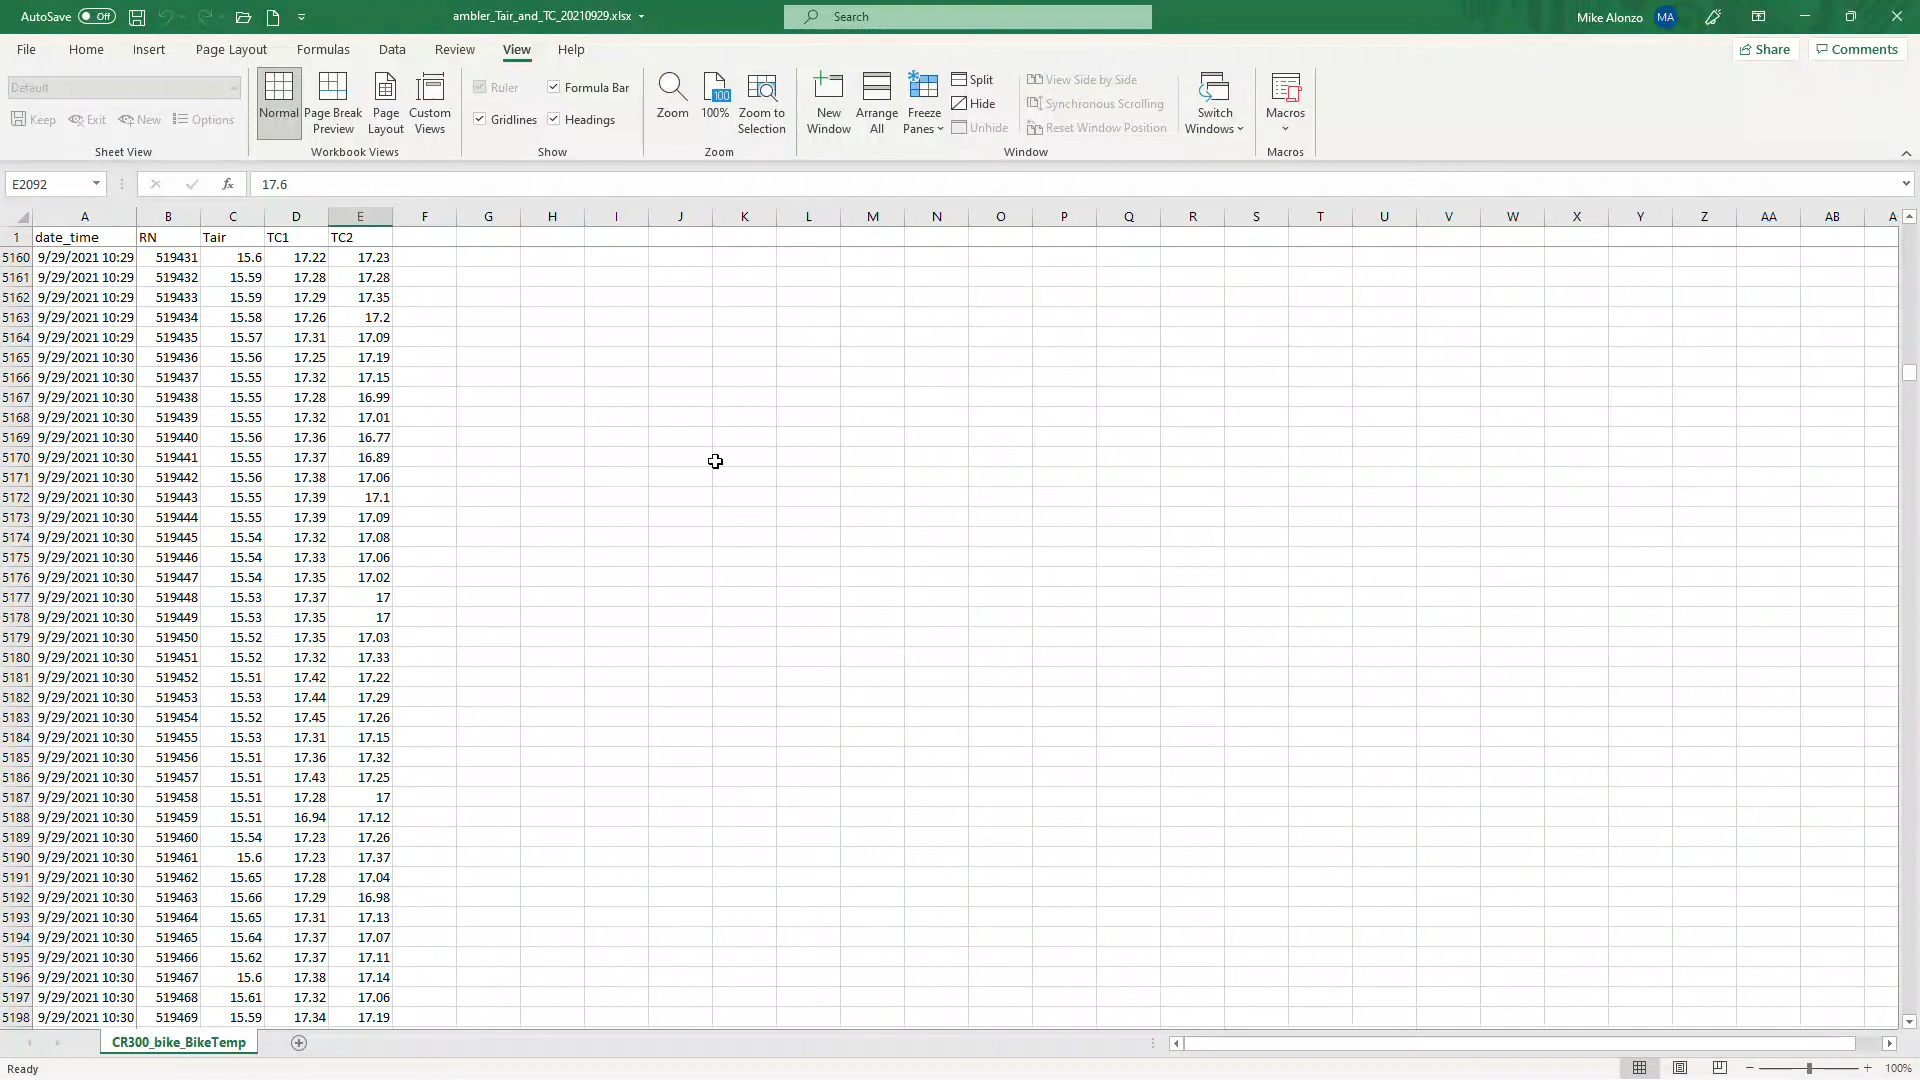 AutoSave Off ambler_Tair_and_TC_20210929.xlsx Search Mike Alonzo MA
File Home Insert Page Layout Formulas Data Review View Help Share Comments
Default Keep Exit New Options Sheet View
Normal Page Break Preview Page Layout Custom Views Workbook Views
Ruler Formula Bar Gridlines Headings Show
Zoom 100 100% Zoom to Selection Zoom
New Window Arrange All Freeze Panes Split Hide Unhide View Side by Side Synchronous Scrolling Reset Window Position Switch Windows Window
Macros Macros
E2092 fx 17.6
A B C D E F G H I J K L M N O P Q R S T U V W X Y Z AA AB A
1 date_time RN Tair TC1 TC2
5160 9/29/2021 10:29 519431 15.6 17.22 17.23
5161 9/29/2021 10:29 519432 15.59 17.28 17.28
5162 9/29/2021 10:29 519433 15.59 17.29 17.35
5163 9/29/2021 10:29 519434 15.58 17.26 17.2
5164 9/29/2021 10:29 519435 15.57 17.31 17.09
5165 9/29/2021 10:30 519436 15.56 17.25 17.19
5166 9/29/2021 10:30 519437 15.55 17.32 17.15
5167 9/29/2021 10:30 519438 15.55 17.28 16.99
5168 9/29/2021 10:30 519439 15.55 17.32 17.01
5169 9/29/2021 10:30 519440 15.56 17.36 16.77
5170 9/29/2021 10:30 519441 15.55 17.37 16.89
5171 9/29/2021 10:30 519442 15.56 17.38 17.06
5172 9/29/2021 10:30 519443 15.55 17.39 17.1
5173 9/29/2021 10:30 519444 15.55 17.39 17.09
5174 9/29/2021 10:30 519445 15.54 17.32 17.08
5175 9/29/2021 10:30 519446 15.54 17.33 17.06
5176 9/29/2021 10:30 519447 15.54 17.35 17.02
5177 9/29/2021 10:30 519448 15.53 17.37 17
5178 9/29/2021 10:30 519449 15.53 17.35 17
5179 9/29/2021 10:30 519450 15.52 17.35 17.03
5180 9/29/2021 10:30 519451 15.52 17.32 17.33
5181 9/29/2021 10:30 519452 15.51 17.42 17.22
5182 9/29/2021 10:30 519453 15.53 17.44 17.29
5183 9/29/2021 10:30 519454 15.52 17.45 17.26
5184 9/29/2021 10:30 519455 15.53 17.31 17.15
5185 9/29/2021 10:30 519456 15.51 17.36 17.32
5186 9/29/2021 10:30 519457 15.51 17.43 17.25
5187 9/29/2021 10:30 519458 15.51 17.28 17
5188 9/29/2021 10:30 519459 15.51 16.94 17.12
5189 9/29/2021 10:30 519460 15.54 17.23 17.26
5190 9/29/2021 10:30 519461 15.6 17.23 17.37
5191 9/29/2021 10:30 519462 15.65 17.28 17.04
5192 9/29/2021 10:30 519463 15.66 17.29 16.98
5193 9/29/2021 10:30 519464 15.65 17.31 17.13
5194 9/29/2021 10:30 519465 15.64 17.37 17.07
5195 9/29/2021 10:30 519466 15.62 17.37 17.11
5196 9/29/2021 10:30 519467 15.6 17.38 17.14
5197 9/29/2021 10:30 519468 15.61 17.32 17.06
5198 9/29/2021 10:30 519469 15.59 17.34 17.19
CR300_bike_BikeTemp
Ready 100%